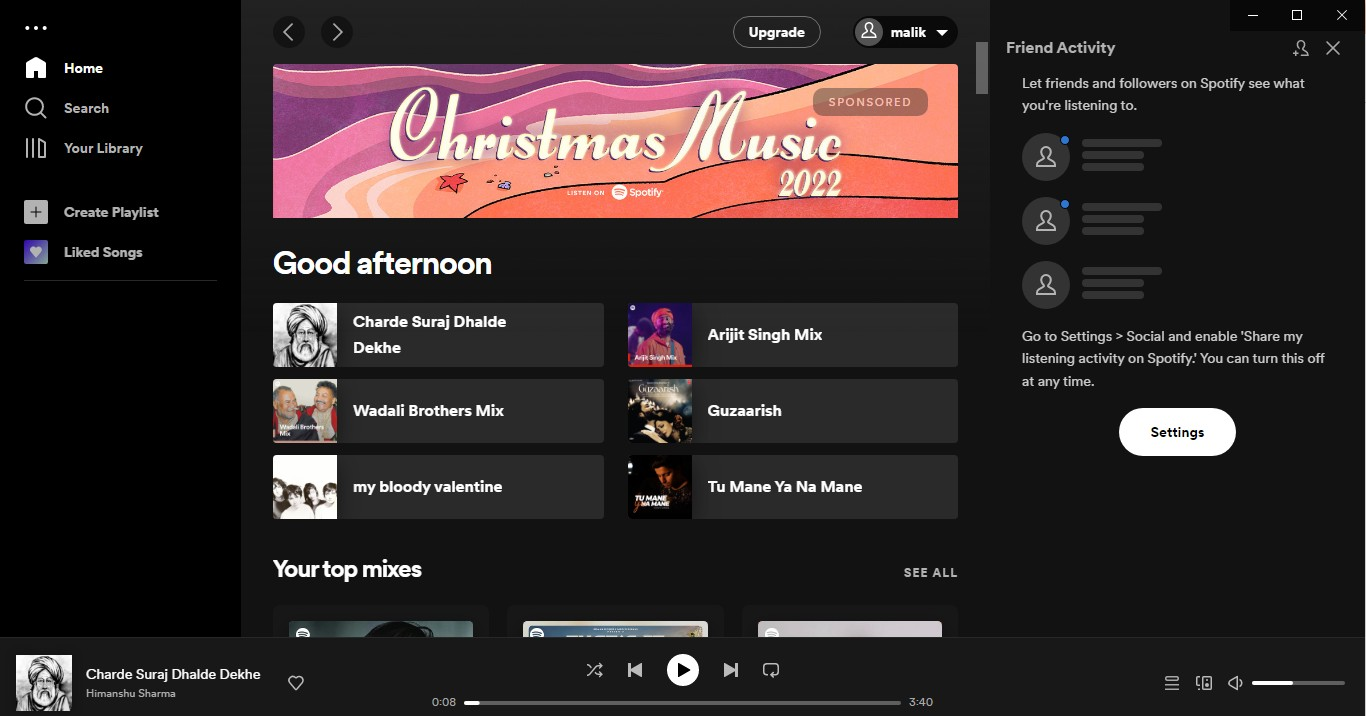 Home
Search
Your Library
Create Playlist
Liked Songs
Upgrade
malik
SPONSORED
Christmas Music
2022
LISTEN ON Spotify
Good afternoon
Charde Suraj Dhalde
Dekhe
Arijit Singh Mix
Arijit Singh Mix
Wadali Brothers
Mix
Wadali Brothers Mix
Guzaarish
Guzaarish
my bloody valentine
TU MANE
YA NA MANE
Tu Mane Ya Na Mane
Your top mixes
SEE ALL
Friend Activity
Let friends and followers on Spotify see what
you're listening to.
Go to Settings > Social and enable 'Share my
listening activity on Spotify.' You can turn this off
at any time.
Settings
Charde Suraj Dhalde Dekhe
Himanshu Sharma
0:08
3:40